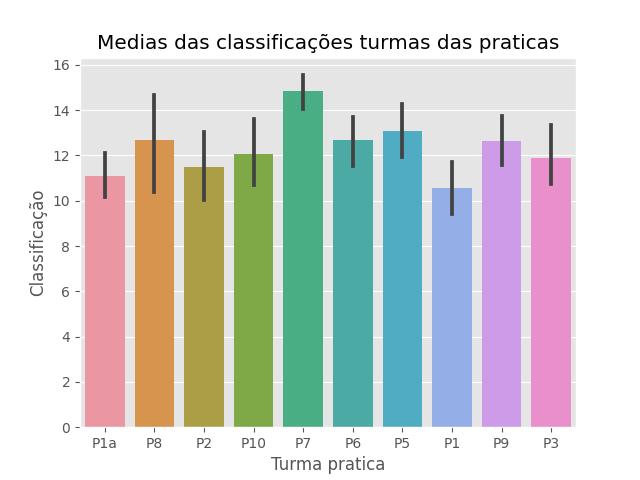 Medias das classificações turmas das praticas
16
14
12
10
8
6
4
2
0
Classificação
P1a P8 P2 P10 P7 P6 P5 P1 P9 P3
Turma pratica